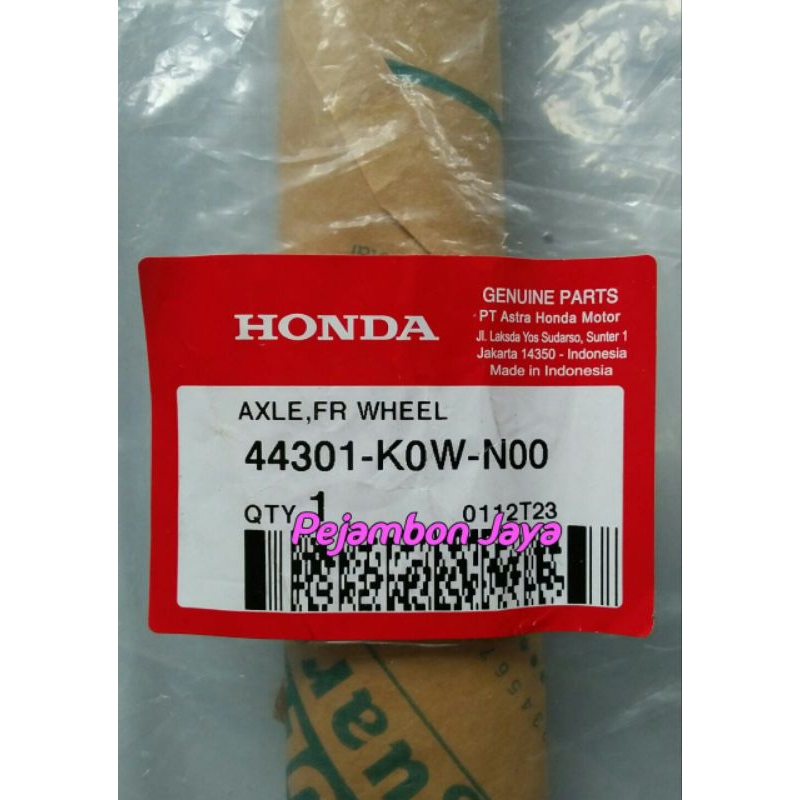 HONDA
GENUINE PARTS
PT Astra Honda Motor
Jl. Laksda Yos Sudarso, Sunter 1
Jakarta 14350 - Indonesia
Made in Indonesia
AXLE,FR WHEEL
44301-K0W-N00
QTY 1 0112T23
Pejambon Jaya